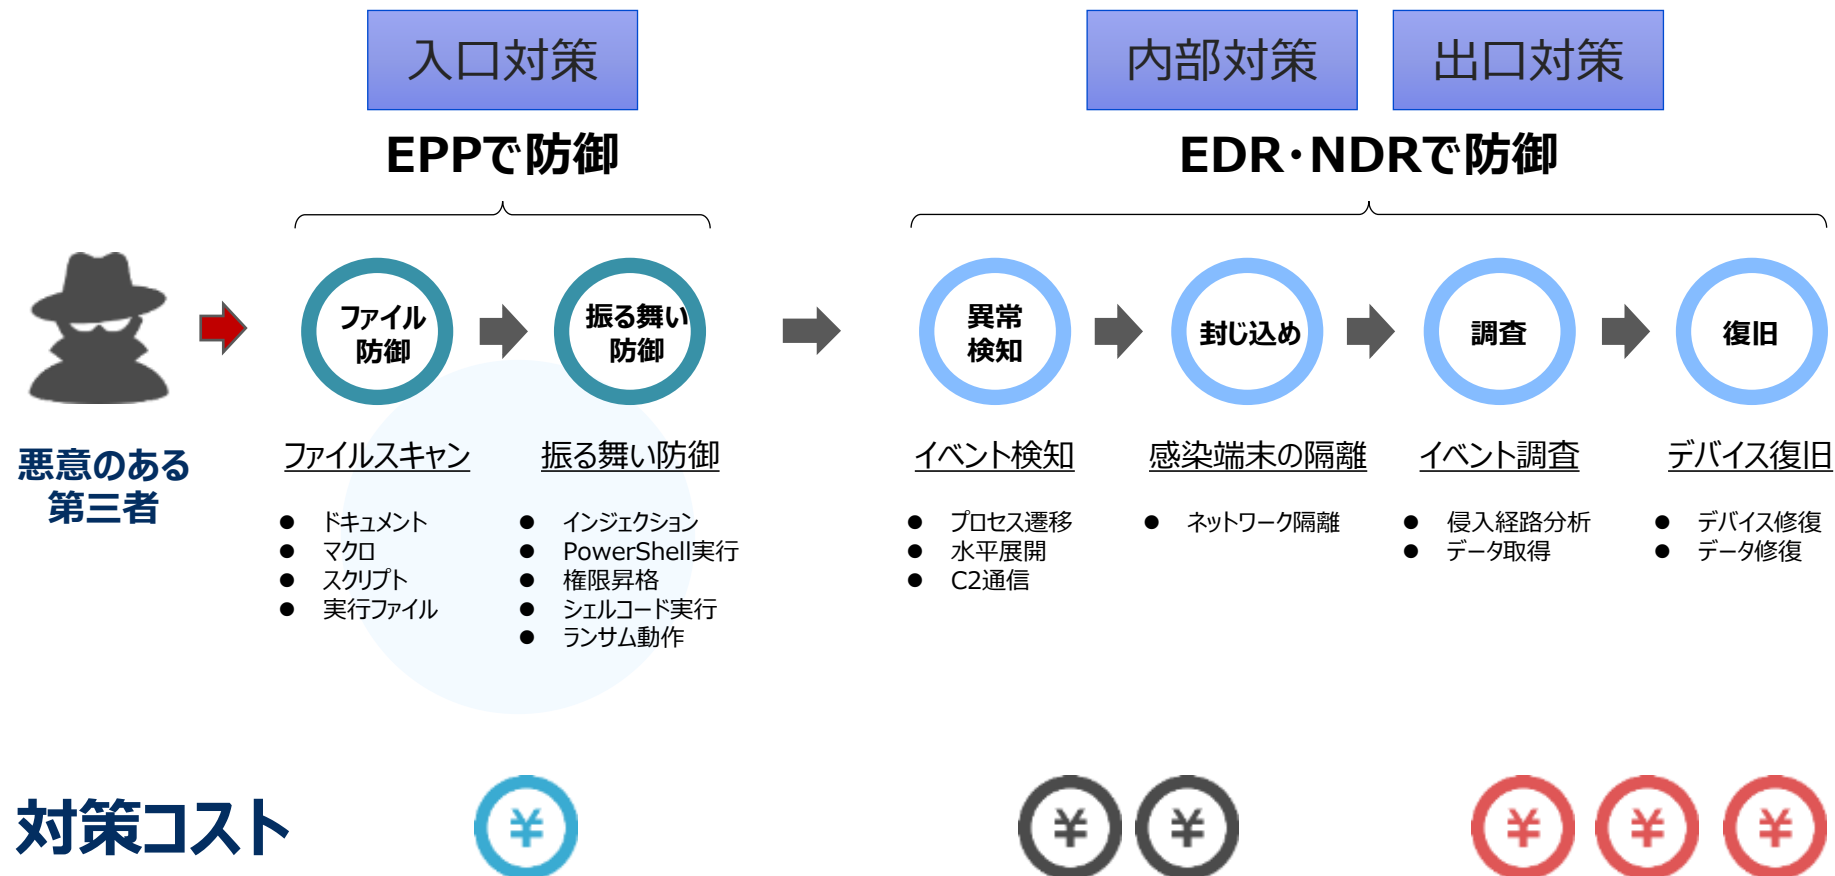 入口対策
内部対策
出口対策
EPPで防御
EDR・NDRで防御
ファイル
防御
振る舞い
防御
異常
検知
封じ込め
調査
復旧
悪意のある
第三者
ファイルスキャン
● ドキュメント
● マクロ
● スクリプト
● 実行ファイル
振る舞い防御
● インジェクション
● PowerShell実行
● 権限昇格
● シェルコード実行
● ランサム動作
イベント検知
● プロセス遷移
● 水平展開
● C2通信
感染端末の隔離
● ネットワーク隔離
イベント調査
● 侵入経路分析
● データ取得
デバイス復旧
● デバイス修復
● データ修復
対策コスト
¥
¥ ¥
¥ ¥ ¥